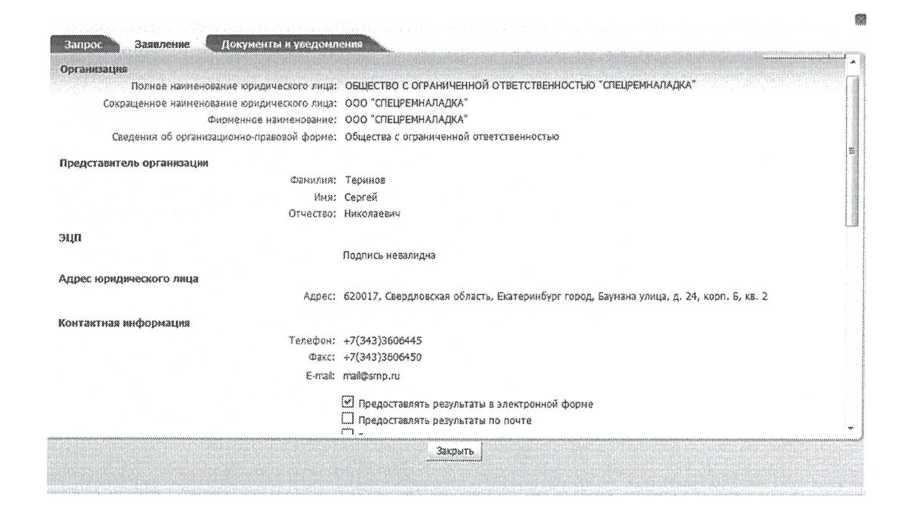 Запрос Заявление Документы и уведомления
Организация
Полное наименование юридического лица: ОБЩЕСТВО С ОГРАНИЧЕННОЙ ОТВЕТСТВЕННОСТЬЮ "СПЕЦРЕМНАЛАДКА"
Сокращенное наименование юридического лица: ООО "СПЕЦРЕМНАЛАДКА"
Фирменное наименование: ООО "СПЕЦРЕМНАЛАДКА"
Сведения об организационно-правовой форме: Общества с ограниченной ответственностью
Представитель организации
Фамилия: Теринов
Имя: Сергей
Отчество: Николаевич
ЭЦП
Подпись невалидна
Адрес юридического лица
Адрес: 620017, Свердловская область, Екатеринбург город, Баумана улица, д. 24, корп. Б, кв. 2
Контактная информация
Телефон: +7(343)3606445
Факс: +7(343)3606450
E-mail: mail@srnp.ru
Предоставлять результаты в электронной форме
Предоставлять результаты по почте
Закрыть